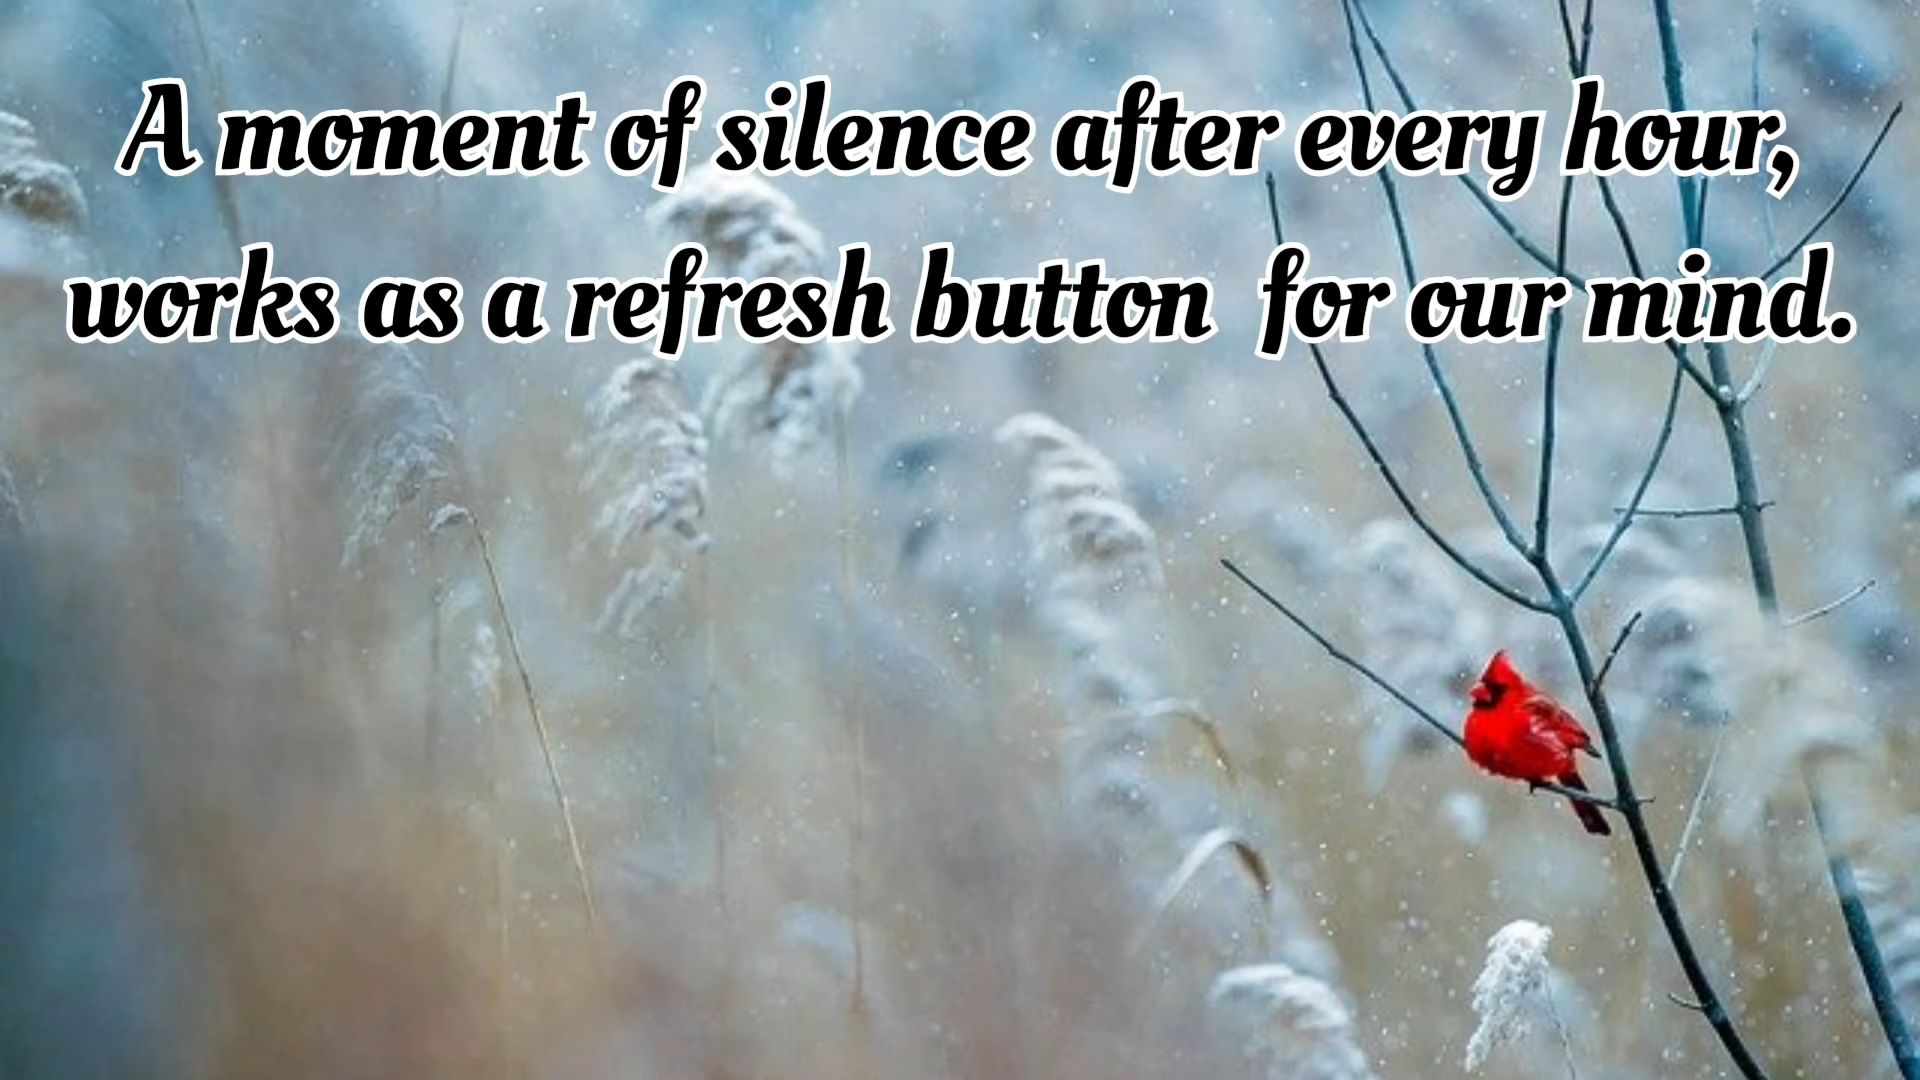 A moment of silence after every hour,
works as a refresh button  for our mind.